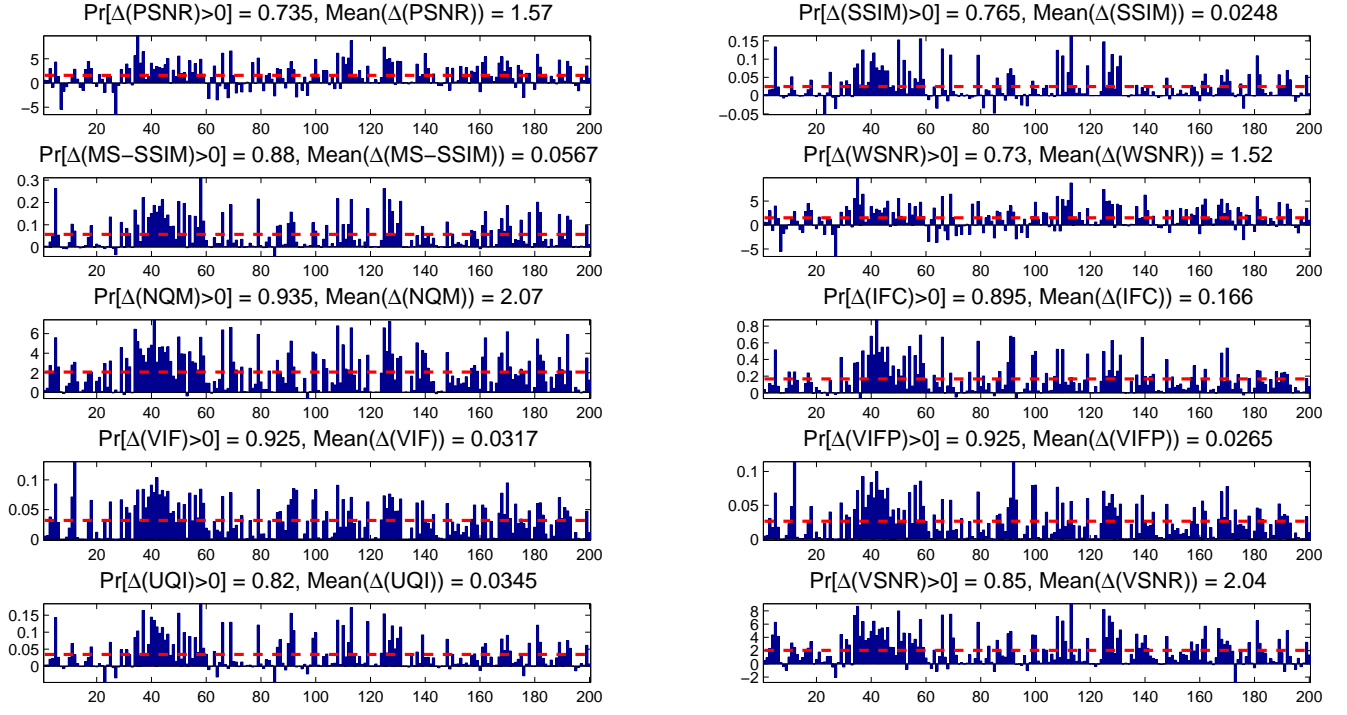 Pr[Δ(PSNR)>0] = 0.735, Mean(Δ(PSNR)) = 1.57
5
0
−5
20 40 60 80 100 120 140 160 180 200
Pr[Δ(SSIM)>0] = 0.765, Mean(Δ(SSIM)) = 0.0248
0.15
0.1
0.05
0
−0.05
20 40 60 80 100 120 140 160 180 200
Pr[Δ(MS−SSIM)>0] = 0.88, Mean(Δ(MS−SSIM)) = 0.0567
0.3
0.2
0.1
0
20 40 60 80 100 120 140 160 180 200
Pr[Δ(WSNR)>0] = 0.73, Mean(Δ(WSNR)) = 1.52
5
0
−5
20 40 60 80 100 120 140 160 180 200
Pr[Δ(NQM)>0] = 0.935, Mean(Δ(NQM)) = 2.07
6
4
2
0
20 40 60 80 100 120 140 160 180 200
Pr[Δ(IFC)>0] = 0.895, Mean(Δ(IFC)) = 0.166
0.8
0.6
0.4
0.2
0
20 40 60 80 100 120 140 160 180 200
Pr[Δ(VIF)>0] = 0.925, Mean(Δ(VIF)) = 0.0317
0.1
0.05
0
20 40 60 80 100 120 140 160 180 200
Pr[Δ(VIFP)>0] = 0.925, Mean(Δ(VIFP)) = 0.0265
0.1
0.05
0
20 40 60 80 100 120 140 160 180 200
Pr[Δ(UQI)>0] = 0.82, Mean(Δ(UQI)) = 0.0345
0.15
0.1
0.05
0
20 40 60 80 100 120 140 160 180 200
Pr[Δ(VSNR)>0] = 0.85, Mean(Δ(VSNR)) = 2.04
8
6
4
2
0
−2
20 40 60 80 100 120 140 160 180 200